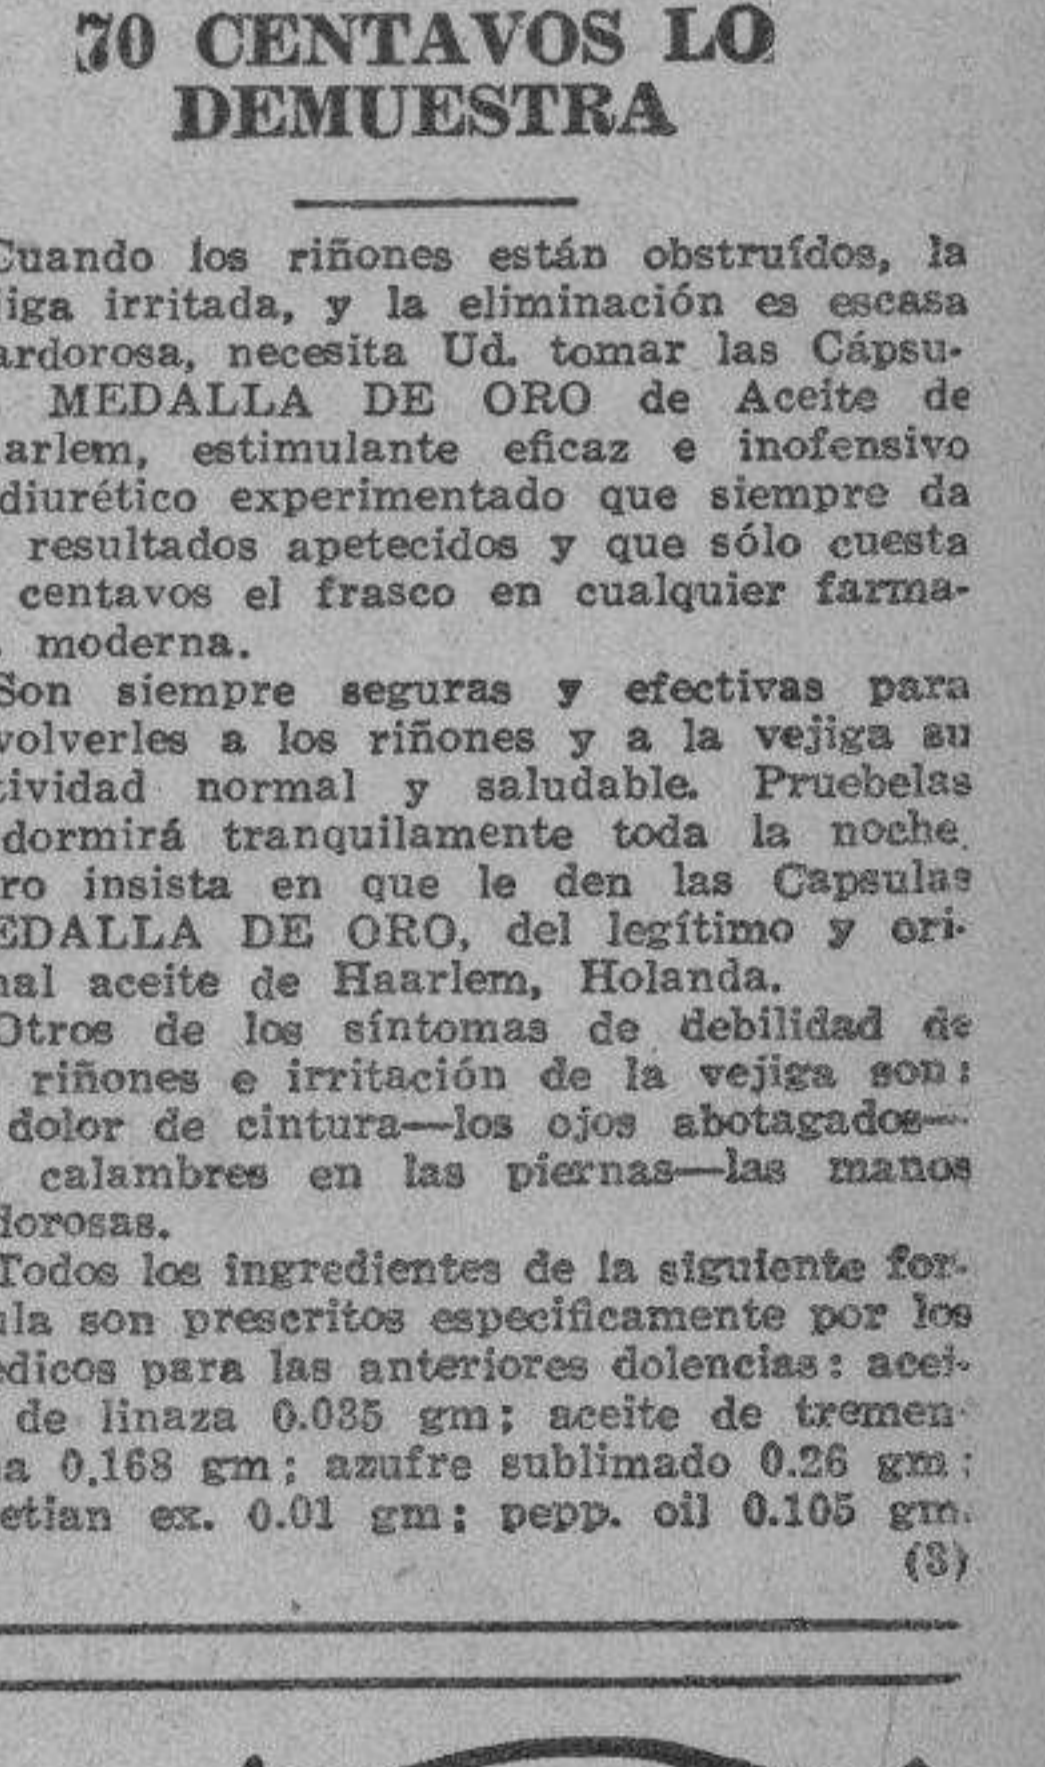 70 CENTAVOS LO
DEMUESTRA
Cuando los riñones están obstruídos, la
jiga irritada, y la eliminación es escasa
ardorosa, necesita Ud. tomar las Cápsu-
MEDALLA DE ORO de Aceite de
arlem, estimulante eficaz e inofensivo
diurético experimentado que siempre da
resultados apetecidos y que sólo cuesta
centavos el frasco en cualquier farma-
moderna.
Son siempre seguras y efectivas para
volverles a los riñones y a la vejiga su
tividad normal y saludable. Pruebelas
dormirá tranquilamente toda la noche.
ro insista en que le den las Capsulas
EDALLA DE ORO, del legítimo y ori-
nal aceite de Haarlem, Holanda.
Otros de los síntomas de debilidad de
riñones e irritación de la vejiga son:
dolor de cintura—los ojos abotagados—
calambres en las piernas—las manos
dorosas.
Todos los ingredientes de la siguiente for-
ula son prescritos especificamente por los
edicos para las anteriores dolencias: acei-
de linaza 0.035 gm; aceite de tremen-
a 0.168 gm; azufre sublimado 0.26 gm;
etian ex. 0.01 gm; pepp. oil 0.105 gm.
(3)